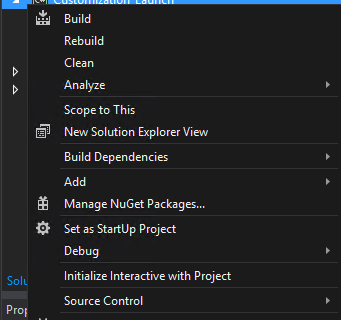 Customization Launch
Build
Rebuild
Clean
Analyze
Scope to This
New Solution Explorer View
Build Dependencies
Add
Manage NuGet Packages...
Set as StartUp Project
Debug
Initialize Interactive with Project
Solu
Source Control
Prop